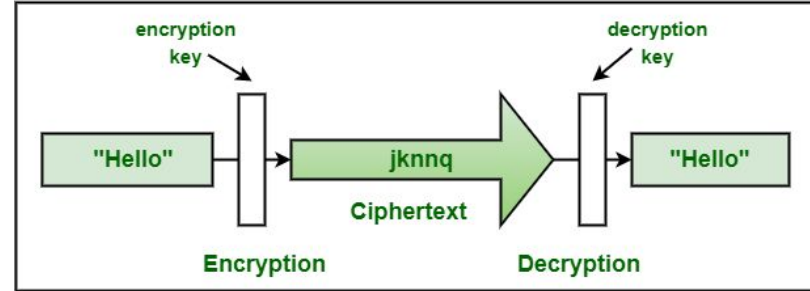 encryption
key
decryption
key
"Hello"
jknnq
"Hello"
Ciphertext
Encryption
Decryption